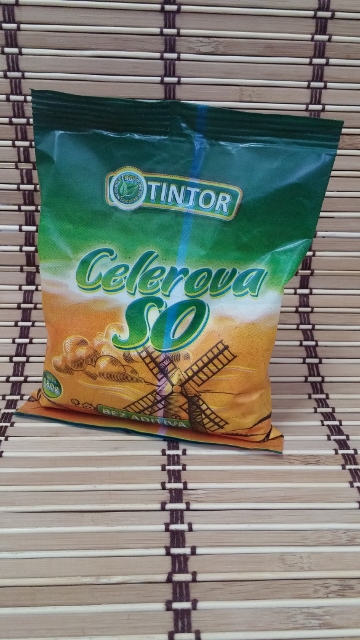 TINTOR
Celerova
SO
BEZ ADITIVA